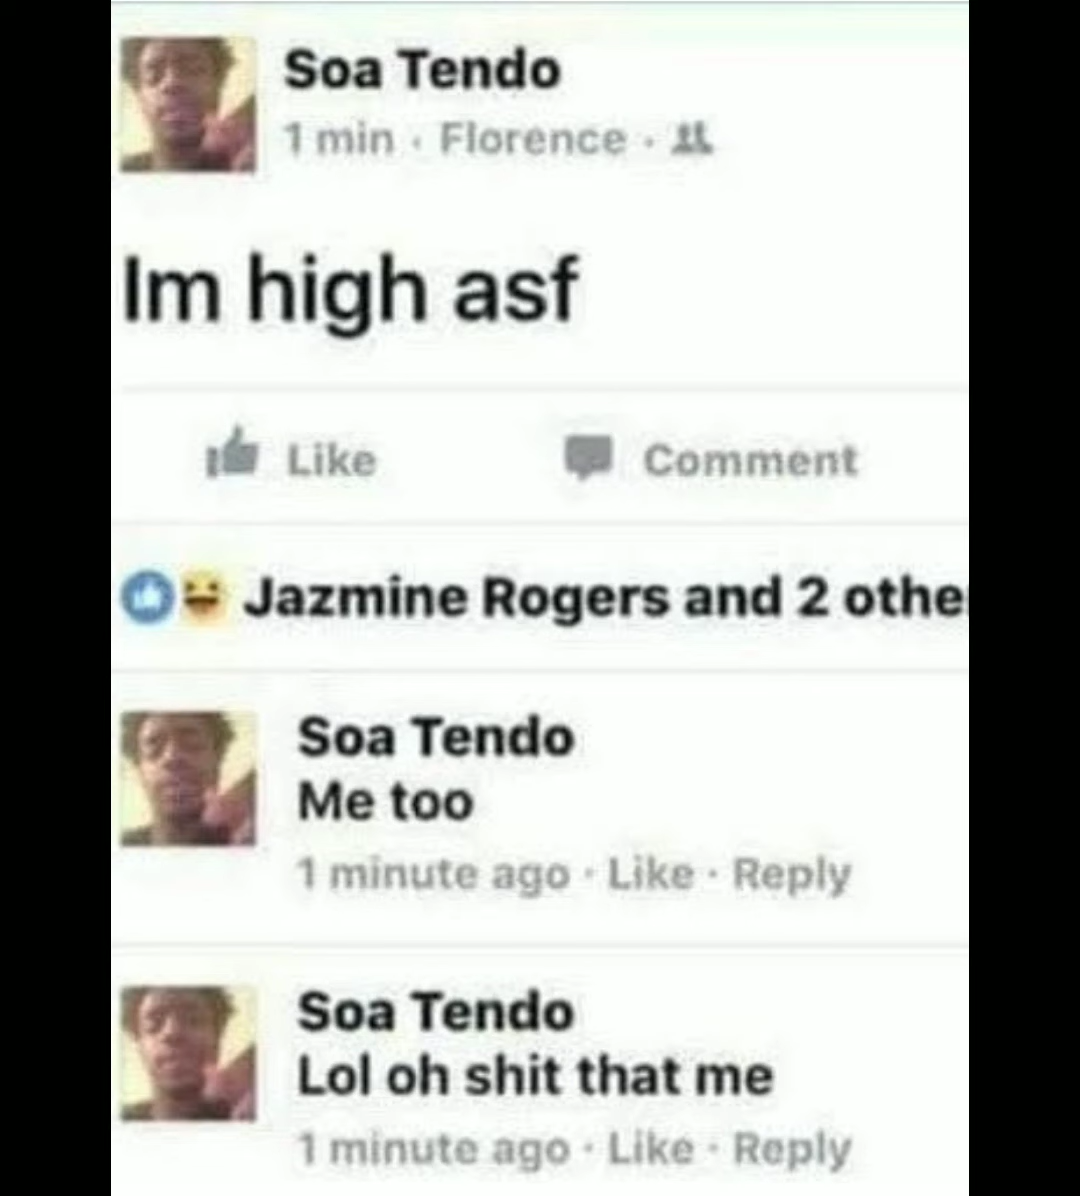 Soa Tendo
1 min · Florence ·
Im high asf
Like Comment
Jazmine Rogers and 2 othe
Soa Tendo
Me too
1 minute ago · Like · Reply
Soa Tendo
Lol oh shit that me
1 minute ago · Like · Reply